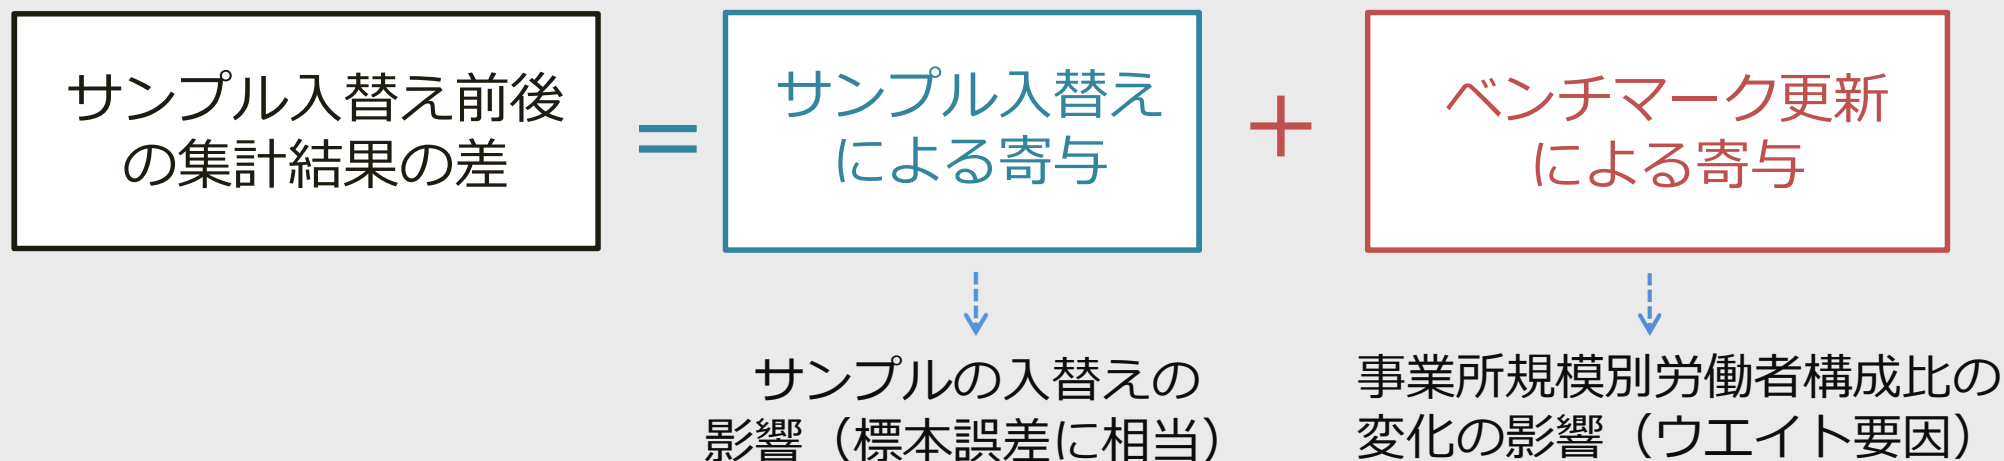 サンプル入替え前後
の集計結果の差
=
サンプル入替え
による寄与
+
ベンチマーク更新
による寄与
サンプルの入替えの
影響（標本誤差に相当）
事業所規模別労働者構成比の
変化の影響（ウエイト要因）